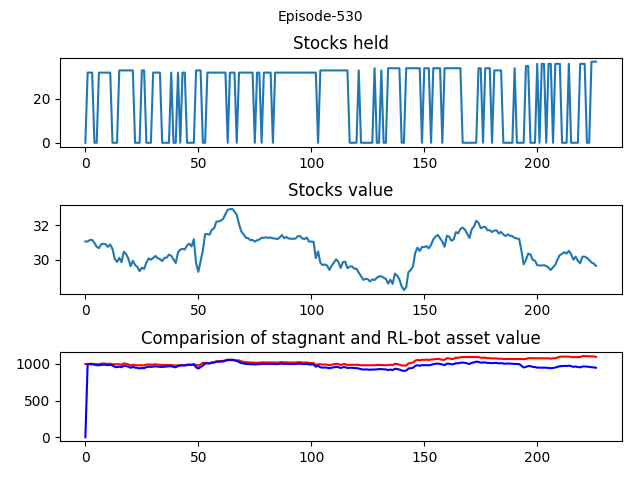 Episode-530
Stocks held
20
0
0 50 100 150 200
Stocks value
32
30
0 50 100 150 200
Comparision of stagnant and RL-bot asset value
1000
500
0
0 50 100 150 200